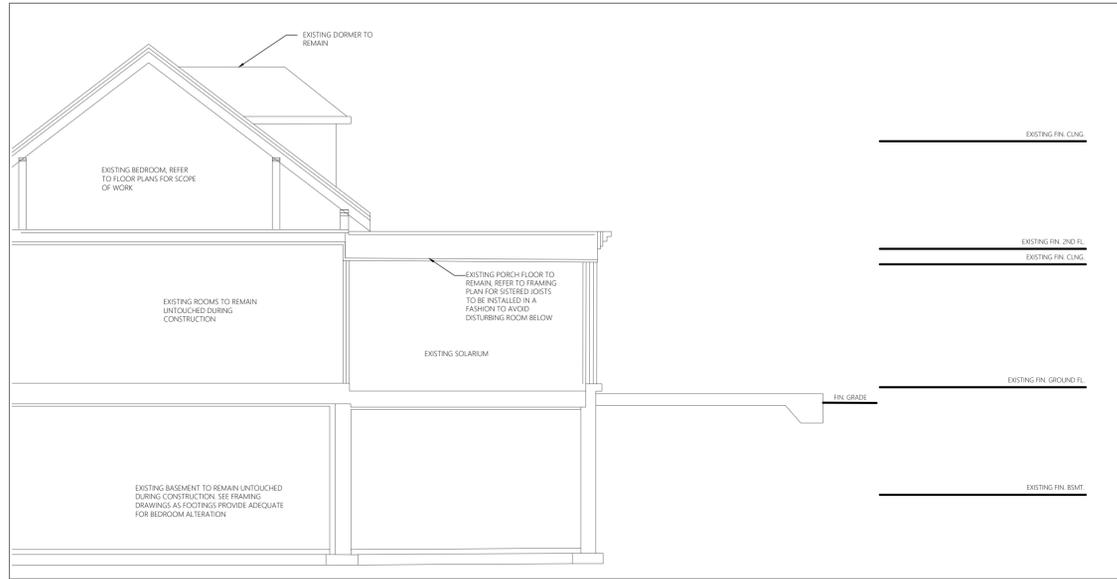 EXISTING DORMER TO
REMAIN
EXISTING FIN. CLNG.
EXISTING BEDROOM, REFER
TO FLOOR PLANS FOR SCOPE
OF WORK
EXISTING FIN. 2ND FL.
EXISTING FIN. CLNG.
EXISTING PORCH FLOOR TO
REMAIN, REFER TO FRAMING
PLAN FOR SISTERED JOISTS
TO BE INSTALLED IN A
FASHION TO AVOID
DISTURBING ROOM BELOW
EXISTING ROOMS TO REMAIN
UNTOUCHED DURING
CONSTRUCTION
EXISTING SOLARIUM
EXISTING FIN. GROUND FL.
FIN. GRADE
EXISTING FIN. BSMT.
EXISTING BASEMENT TO REMAIN UNTOUCHED
DURING CONSTRUCTION. SEE FRAMING
DRAWINGS AS FOOTINGS PROVIDE ADEQUATE
FOR BEDROOM ALTERATION